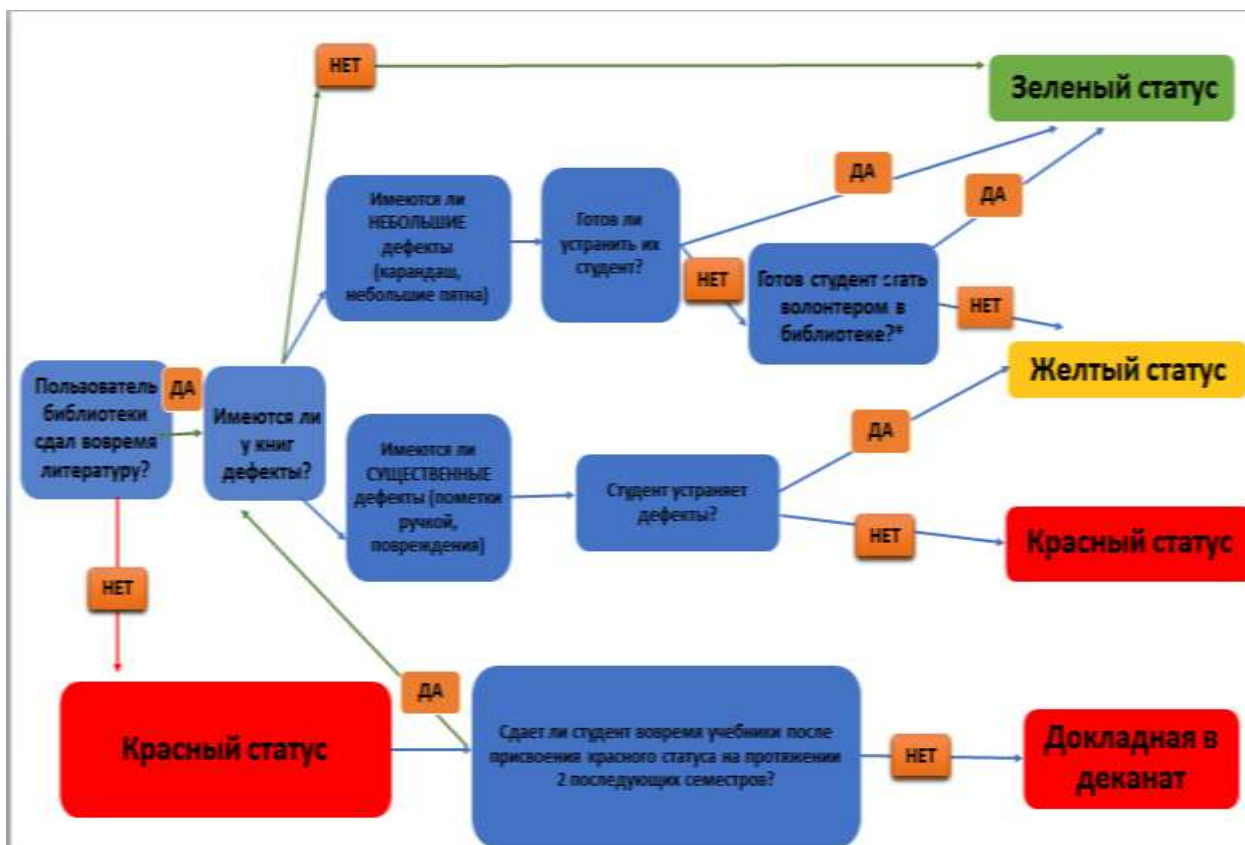 НЕТ
Зеленый статус
ДА
ДА
Имеются ли
НЕБОЛЬШИЕ
дефекты
(карандаш,
небольшие пятна)
Готов ли
устранить их
студент?
НЕТ
Готов студент стать
волонтером в
библиотеке?*
НЕТ
Пользователь
библиотеки
сдал вовремя
литературу?
ДА
Имеются ли
у книг
дефекты?
Желтый статус
ДА
Имеются ли
СУЩЕСТВЕННЫЕ
дефекты (пометки
ручкой,
повреждения)
Студент устраняет
дефекты?
НЕТ
Красный статус
НЕТ
ДА
Красный статус
Сдает ли студент вовремя учебники после
присвоения красного статуса на протяжении
2 последующих семестров?
НЕТ
Докладная в
деканат